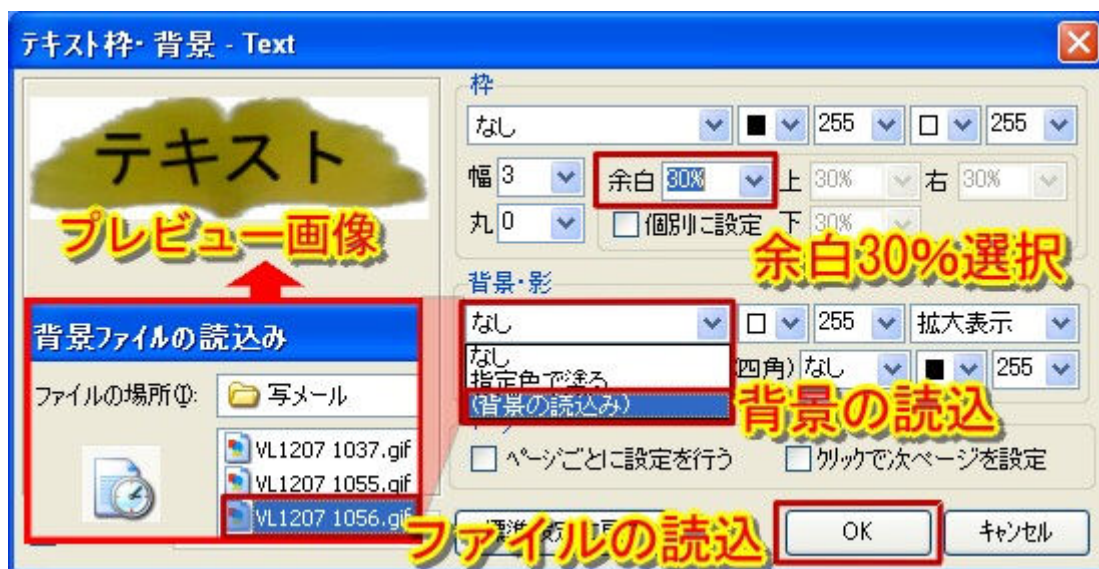 テキスト枠・背景 - Text
テキスト
プレビュー画像
枠
なし 255 255
幅 3 余白 30% 上 30% 右 30%
丸 0 個別に設定 下 30%
余白30%選択
背景・影
なし 255 拡大表示
なし
指定色で塗る
(背景の読込み)
(四角) なし 255
背景の読込
ページごとに設定を行う クリックで次ページを設定
背景ファイルの読込み
ファイルの場所(I): 写メール
VL1207 1037.gif
VL1207 1055.gif
VL1207 1056.gif
ファイルの読込
OK キャンセル